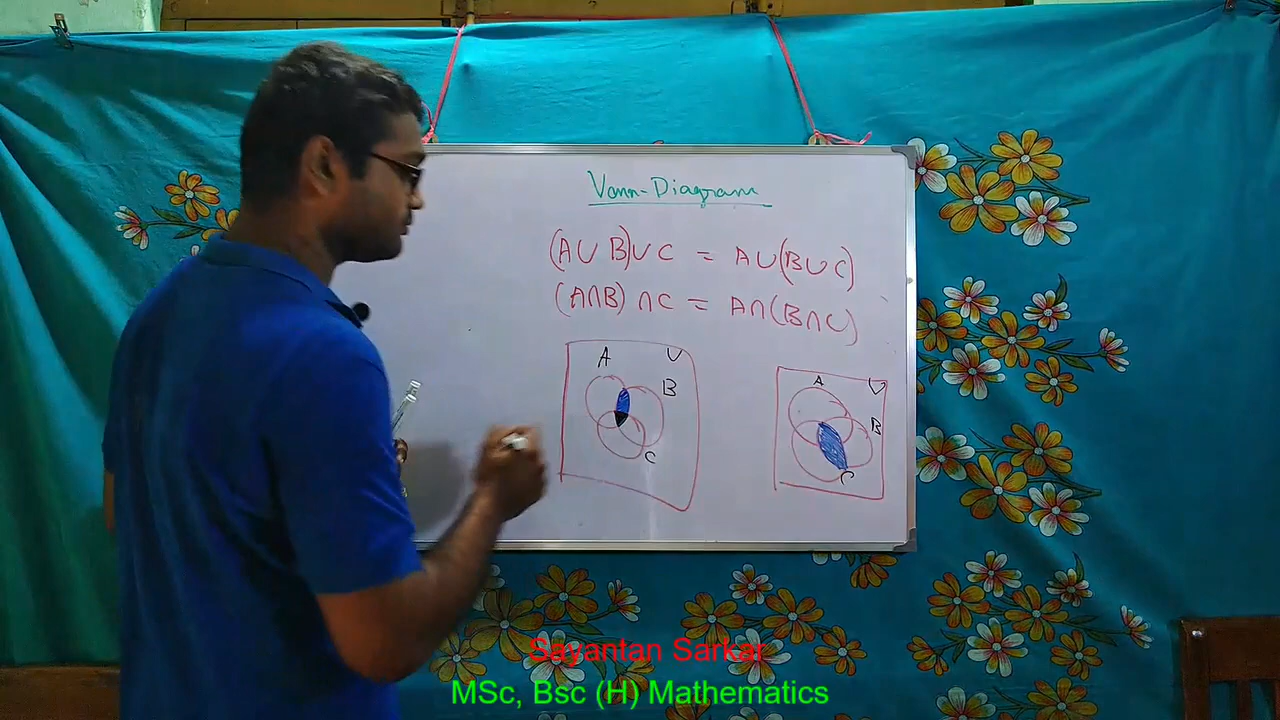 Venn-Diagram
(A∪B)∪C = A∪(B∪C)
(A∩B)∩C = A∩(B∩C)
A U
B
C
A U
B
C
Sayantan Sarkar
MSc, Bsc (H) Mathematics